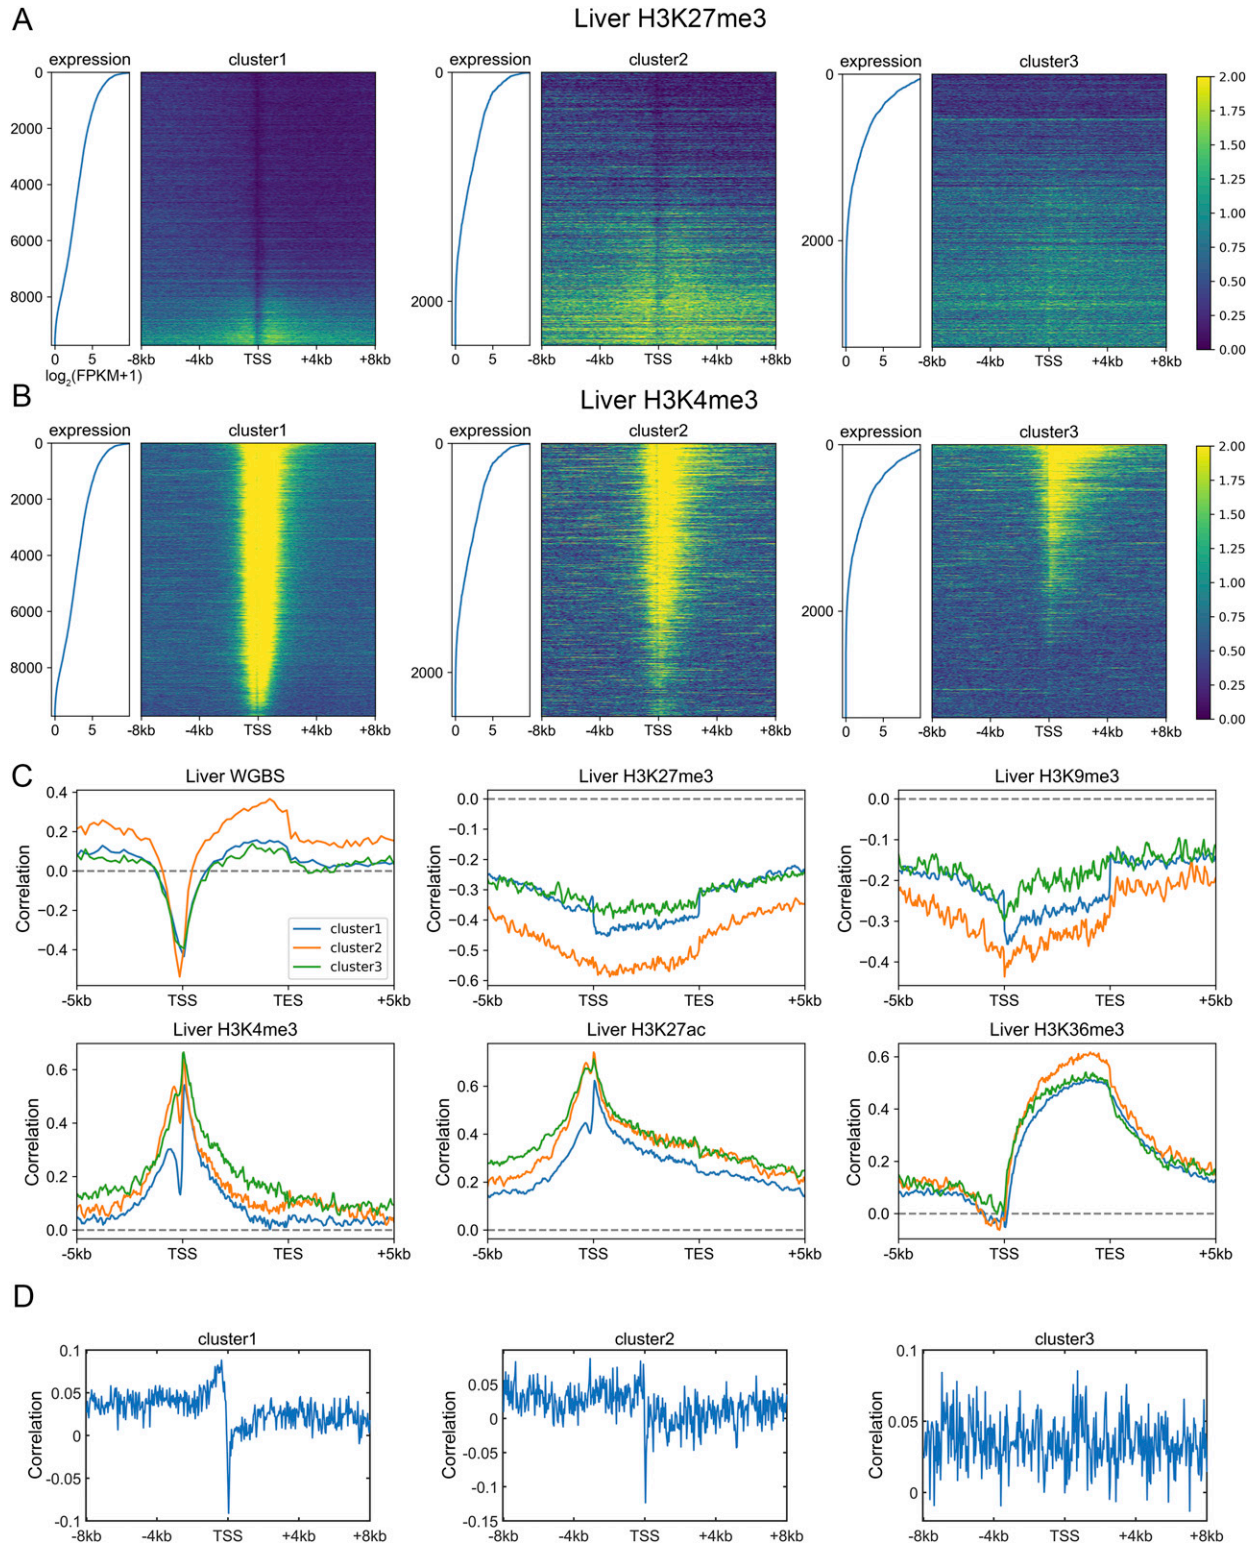 A
Liver H3K27me3
expression cluster1 expression cluster2 expression cluster3
0 2000 4000 6000 8000
0 5
log2(FPKM+1)
-8kb -4kb TSS +4kb +8kb
0 2000
0 5
-8kb -4kb TSS +4kb +8kb
0 2000
0 5
-8kb -4kb TSS +4kb +8kb
2.00 1.75 1.50 1.25 1.00 0.75 0.50 0.25 0.00
B
Liver H3K4me3
expression cluster1 expression cluster2 expression cluster3
0 2000 4000 6000 8000
0 5
-8kb -4kb TSS +4kb +8kb
0 2000
0 5
-8kb -4kb TSS +4kb +8kb
0 2000
0 5
-8kb -4kb TSS +4kb +8kb
2.00 1.75 1.50 1.25 1.00 0.75 0.50 0.25 0.00
C
Liver WGBS
Correlation
0.4 0.2 0.0 −0.2 −0.4
cluster1
cluster2
cluster3
-5kb TSS TES +5kb
Liver H3K27me3
Correlation
0.0 −0.1 −0.2 −0.3 −0.4 −0.5 −0.6
-5kb TSS TES +5kb
Liver H3K9me3
Correlation
0.0 −0.1 −0.2 −0.3 −0.4
-5kb TSS TES +5kb
Liver H3K4me3
Correlation
0.6 0.4 0.2 0.0
-5kb TSS TES +5kb
Liver H3K27ac
Correlation
0.6 0.4 0.2 0.0
-5kb TSS TES +5kb
Liver H3K36me3
Correlation
0.6 0.4 0.2 0.0
-5kb TSS TES +5kb
D
cluster1
Correlation
0.1 0.05 0 -0.05 -0.1
-8kb -4kb TSS +4kb +8kb
cluster2
Correlation
0.1 0.05 0 -0.05 -0.1 -0.15
-8kb -4kb TSS +4kb +8kb
cluster3
Correlation
0.1 0.05 0
-8kb -4kb TSS +4kb +8kb